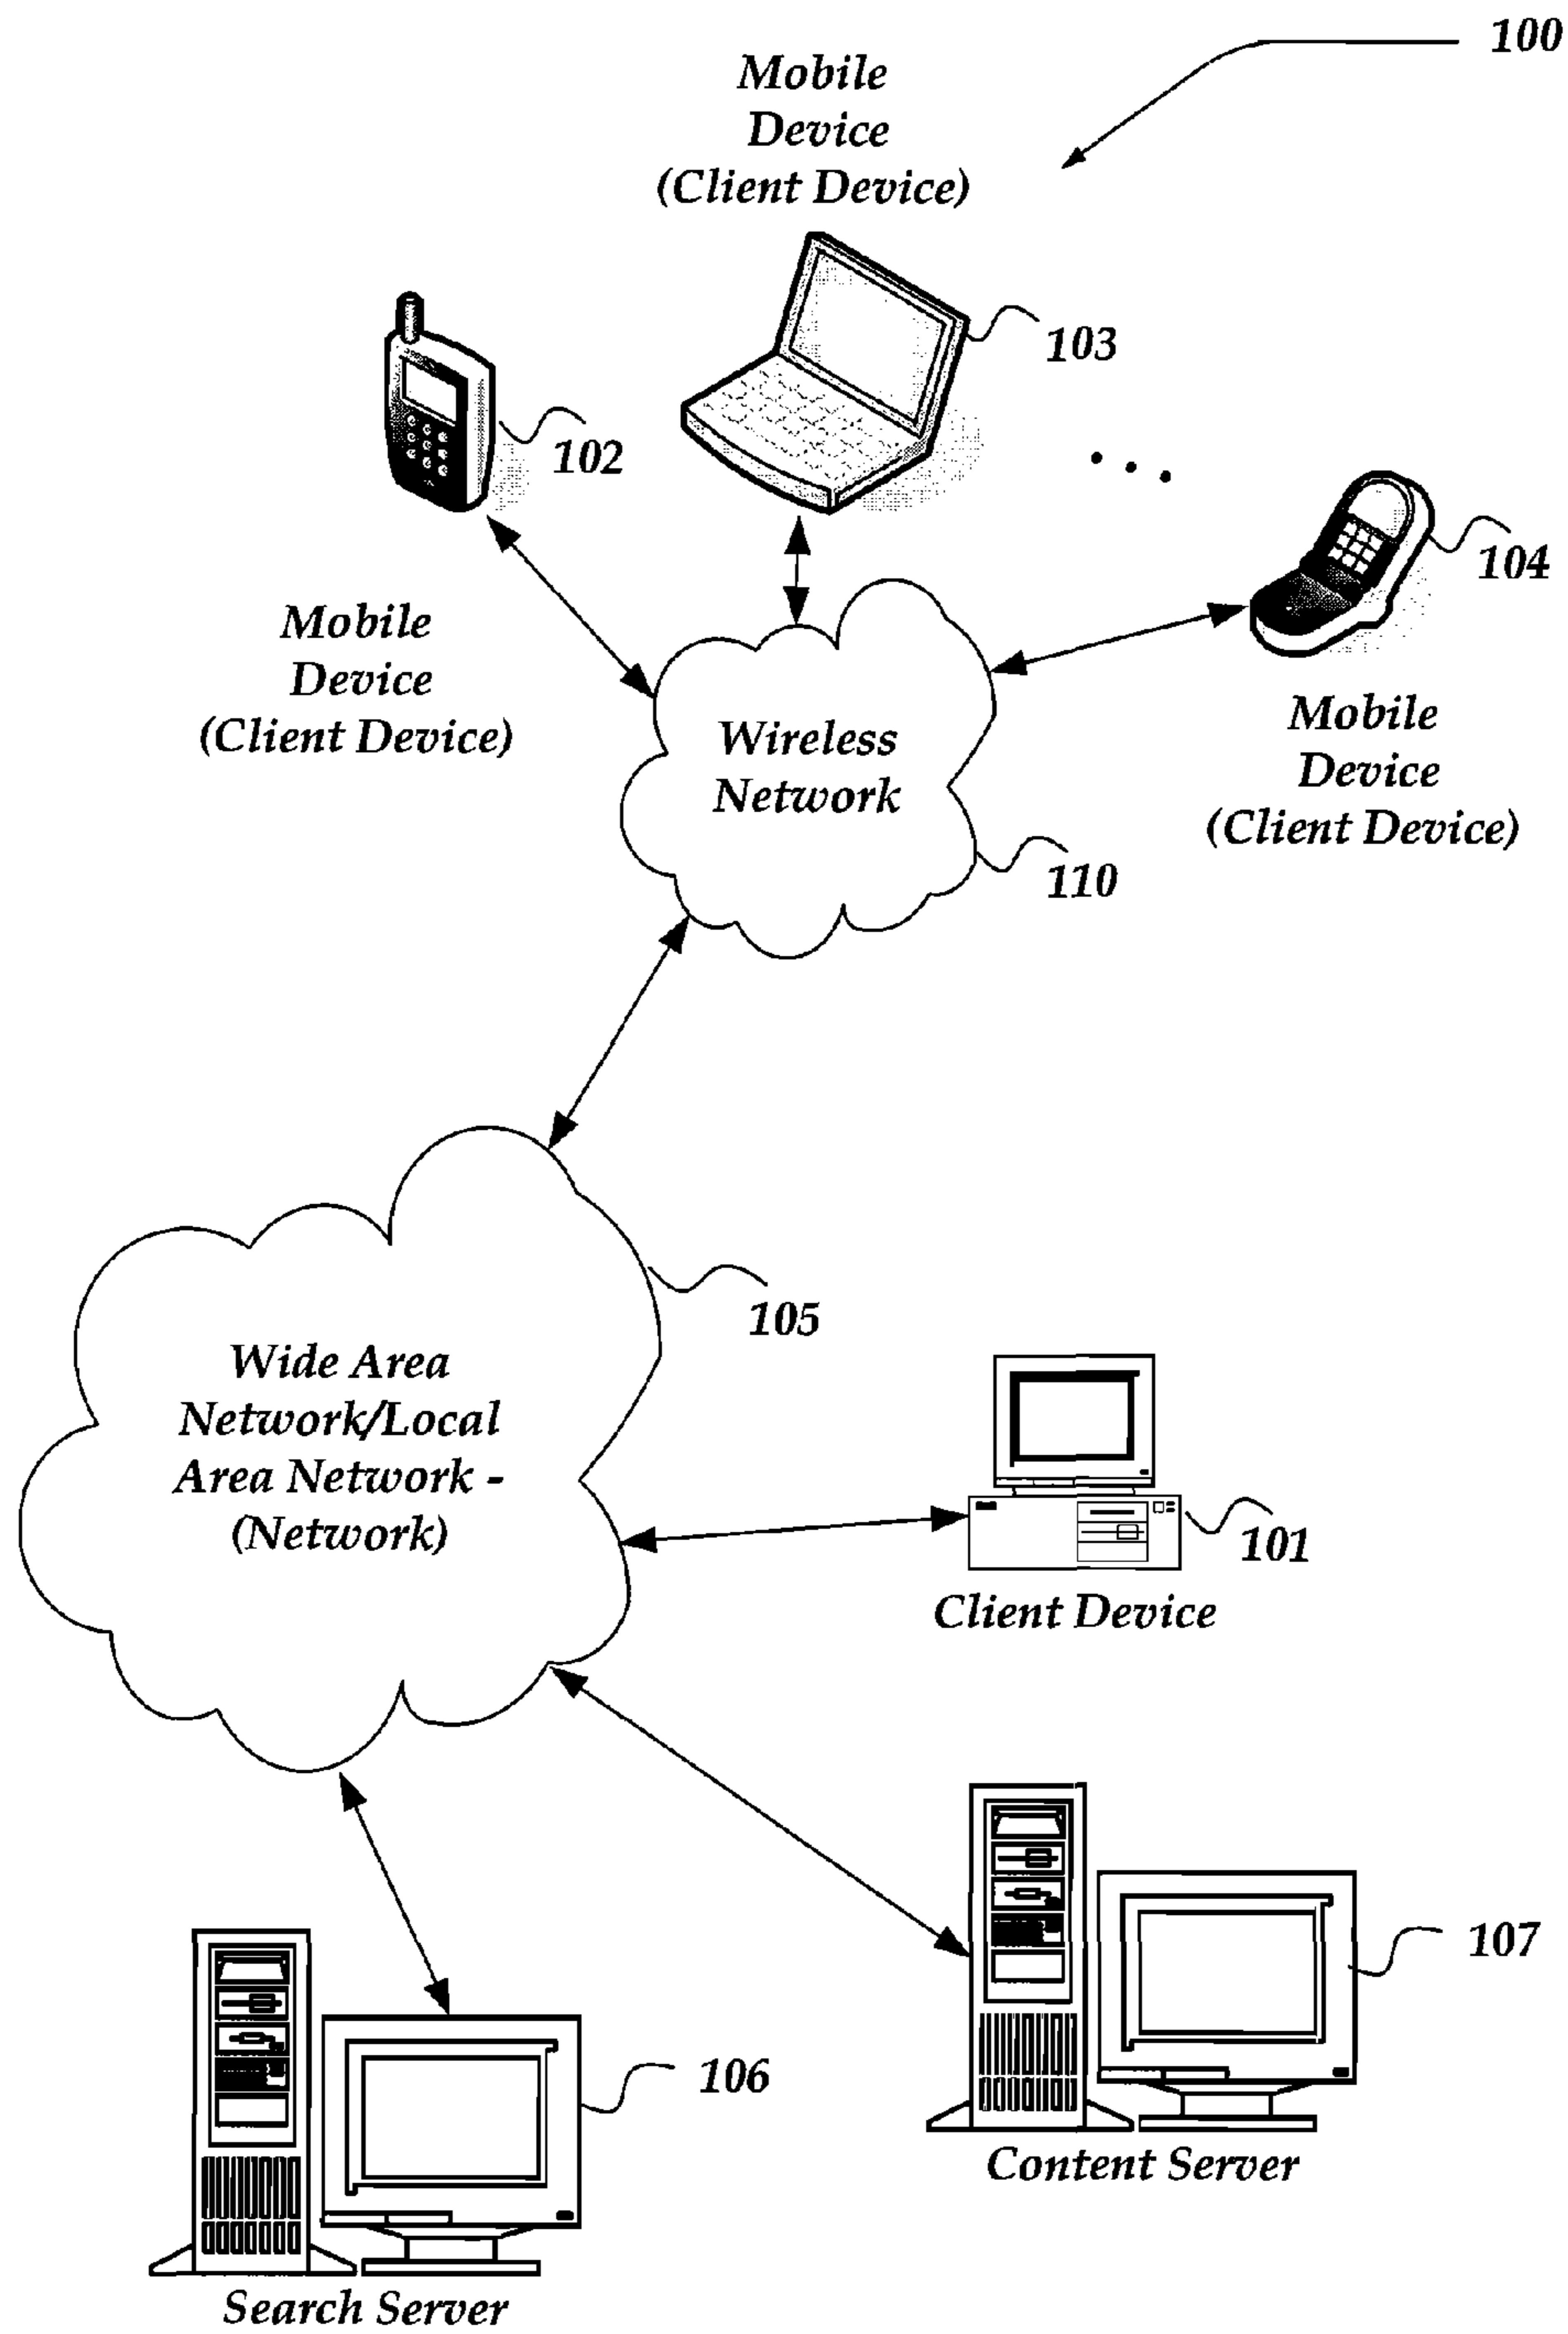 100
Mobile
Device
(Client Device)
103
102
104
Mobile
Device
(Client Device)
Mobile
Device
(Client Device)
Wireless
Network
110
105
Wide Area
Network/Local
Area Network -
(Network)
101
Client Device
107
106
Content Server
Search Server